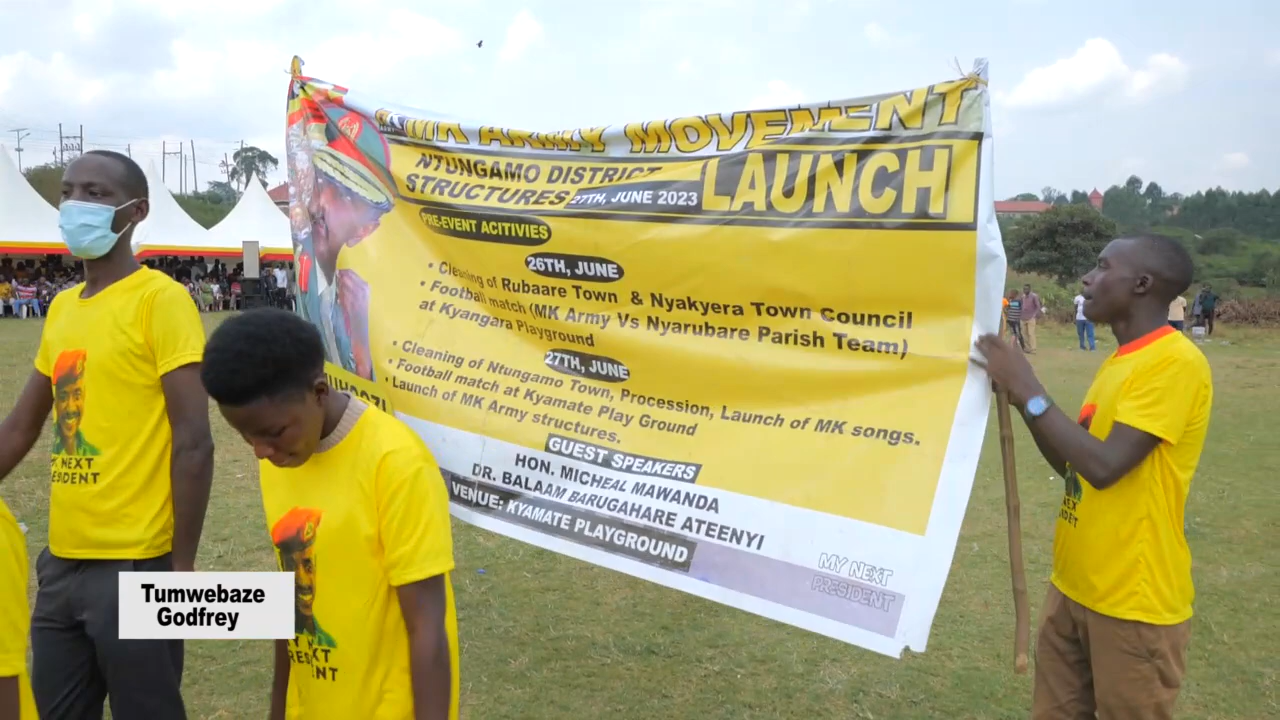 MK ARMY MOVEMENT
NTUNGAMO DISTRICT
STRUCTURES 27TH, JUNE 2023
LAUNCH
PRE-EVENT ACITIVIES
26TH, JUNE
• Cleaning of Rubaare Town & Nyakyera Town Council
• Football match (MK Army Vs Nyarubare Parish Team)
at Kyangara Playground
27TH, JUNE
• Cleaning of Ntungamo Town, Procession, Launch of MK songs.
• Football match at Kyamate Play Ground
• Launch of MK Army structures.
GUEST SPEAKERS
HON. MICHEAL MAWANDA
DR. BALAAM BARUGAHARE ATEENYI
VENUE: KYAMATE PLAYGROUND
MY NEXT
PRESIDENT
NEXT
Tumwebaze
Godfrey